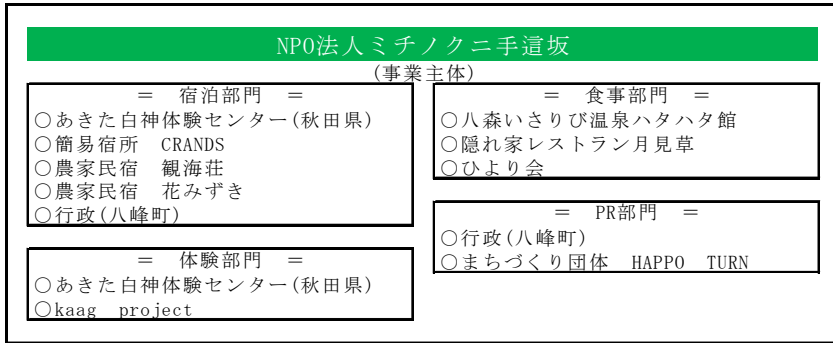 NPO法人ミチノクニ手這坂
(事業主体)
＝　宿泊部門　＝
○あきた白神体験センター(秋田県)
○簡易宿所　CRANDS
○農家民宿　観海荘
○農家民宿　花みずき
○行政(八峰町)
＝　体験部門　＝
○あきた白神体験センター(秋田県)
○kaag　project
＝　食事部門　＝
○八森いさりび温泉ハタハタ館
○隠れ家レストラン月見草
○ひより会
＝　PR部門　＝
○行政(八峰町)
○まちづくり団体　HAPPO　TURN